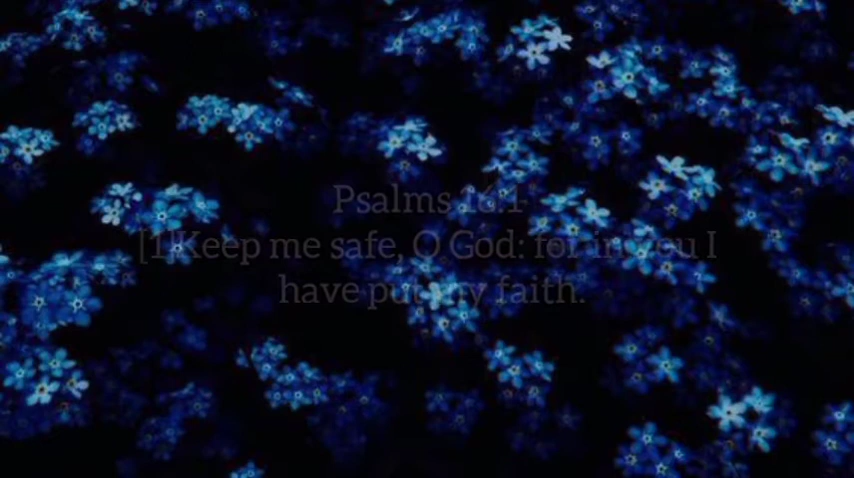 Psalms 16:1
[1] Keep me safe, O God: for in you I
have put my faith.